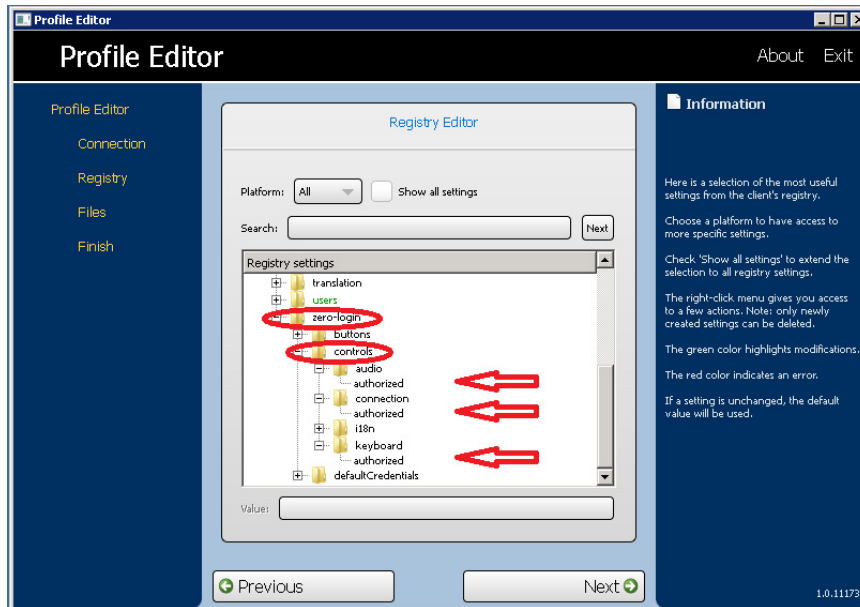 Profile Editor
Profile Editor
About Exit
Profile Editor
Connection
Registry
Files
Finish
Registry Editor
Platform: All Show all settings
Search: Next
Registry settings
translation
users
zero-login
buttons
controls
audio
authorized
connection
authorized
i18n
keyboard
authorized
defaultCredentials
Value:
Previous
Next
Information
Here is a selection of the most useful
settings from the client's registry.
Choose a platform to have access to
more specific settings.
Check 'Show all settings' to extend the
selection to all registry settings.
The right-click menu gives you access
to a few actions. Note: only newly
created settings can be deleted.
The green color highlights modifications.
The red color indicates an error.
If a setting is unchanged, the default
value will be used.
1.0.11173